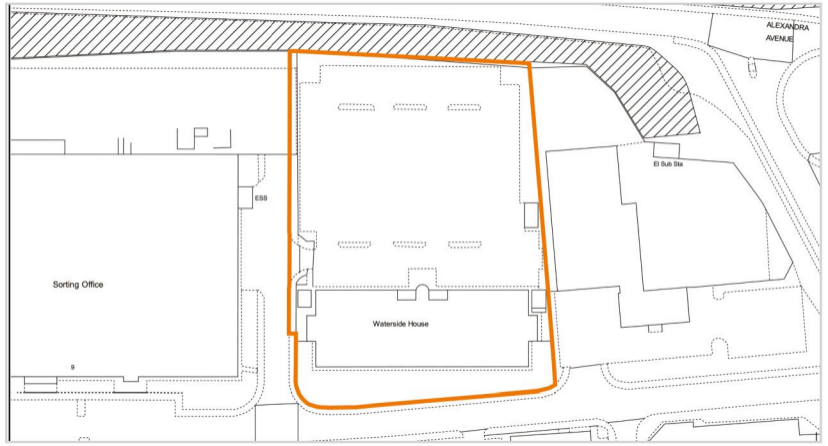 ALEXANDRA
AVENUE
El Sub Sta
ESS
Sorting Office
Waterside House
9